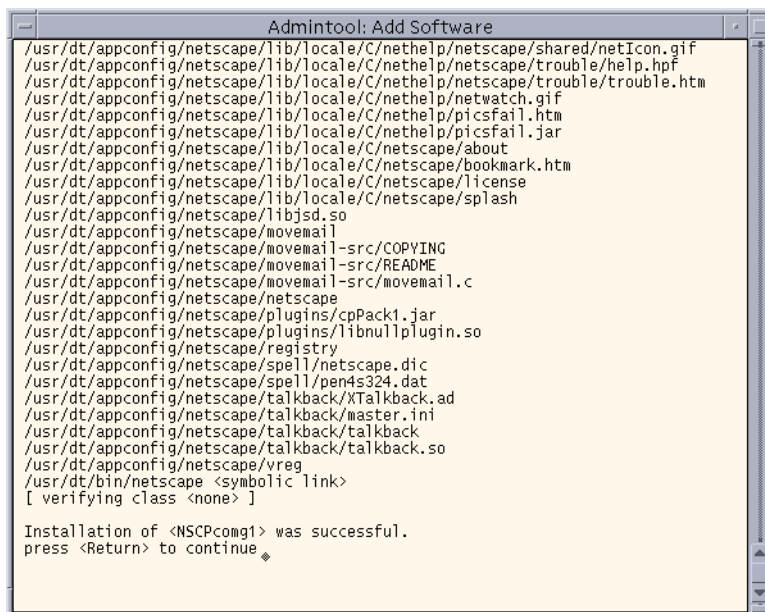 Admintool: Add Software
/usr/dt/appconfig/netscape/lib/locale/C/nethelp/netscape/shared/netIcon.gif
/usr/dt/appconfig/netscape/lib/locale/C/nethelp/netscape/trouble/help.hpf
/usr/dt/appconfig/netscape/lib/locale/C/nethelp/netscape/trouble/trouble.htm
/usr/dt/appconfig/netscape/lib/locale/C/nethelp/netwatch.gif
/usr/dt/appconfig/netscape/lib/locale/C/nethelp/picsfail.htm
/usr/dt/appconfig/netscape/lib/locale/C/nethelp/picsfail.jar
/usr/dt/appconfig/netscape/lib/locale/C/netscape/about
/usr/dt/appconfig/netscape/lib/locale/C/netscape/bookmark.htm
/usr/dt/appconfig/netscape/lib/locale/C/netscape/license
/usr/dt/appconfig/netscape/lib/locale/C/netscape/splash
/usr/dt/appconfig/netscape/libjsd.so
/usr/dt/appconfig/netscape/movemail
/usr/dt/appconfig/netscape/movemail-src/COPYING
/usr/dt/appconfig/netscape/movemail-src/README
/usr/dt/appconfig/netscape/movemail-src/movemail.c
/usr/dt/appconfig/netscape/netscape
/usr/dt/appconfig/netscape/plugins/cpPack1.jar
/usr/dt/appconfig/netscape/plugins/libnullplugin.so
/usr/dt/appconfig/netscape/registry
/usr/dt/appconfig/netscape/spell/netscape.dic
/usr/dt/appconfig/netscape/spell/pen4s324.dat
/usr/dt/appconfig/netscape/talkback/XTalkback.ad
/usr/dt/appconfig/netscape/talkback/master.ini
/usr/dt/appconfig/netscape/talkback/talkback
/usr/dt/appconfig/netscape/talkback/talkback.so
/usr/dt/appconfig/netscape/vreg
/usr/dt/bin/netscape <symbolic link>
[ verifying class <none> ]
Installation of <NSCPcomg1> was successful.
press <Return> to continue